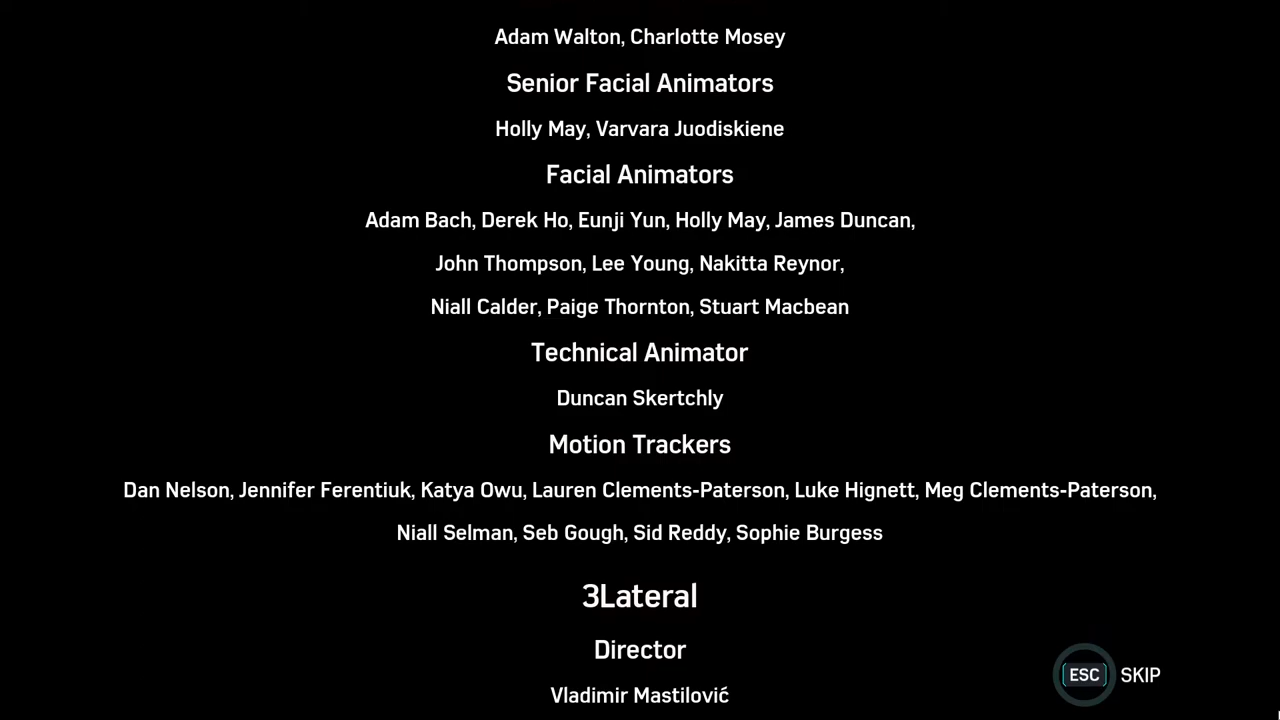 Adam Walton, Charlotte Mosey
Senior Facial Animators
Holly May, Varvara Juodiskiene
Facial Animators
Adam Bach, Derek Ho, Eunji Yun, Holly May, James Duncan,
John Thompson, Lee Young, Nakitta Reynor,
Niall Calder, Paige Thornton, Stuart Macbean
Technical Animator
Duncan Skertchly
Motion Trackers
Dan Nelson, Jennifer Ferentiuk, Katya Owu, Lauren Clements-Paterson, Luke Hignett, Meg Clements-Paterson,
Niall Selman, Seb Gough, Sid Reddy, Sophie Burgess
3Lateral
Director
Vladimir Mastilović
ESC SKIP